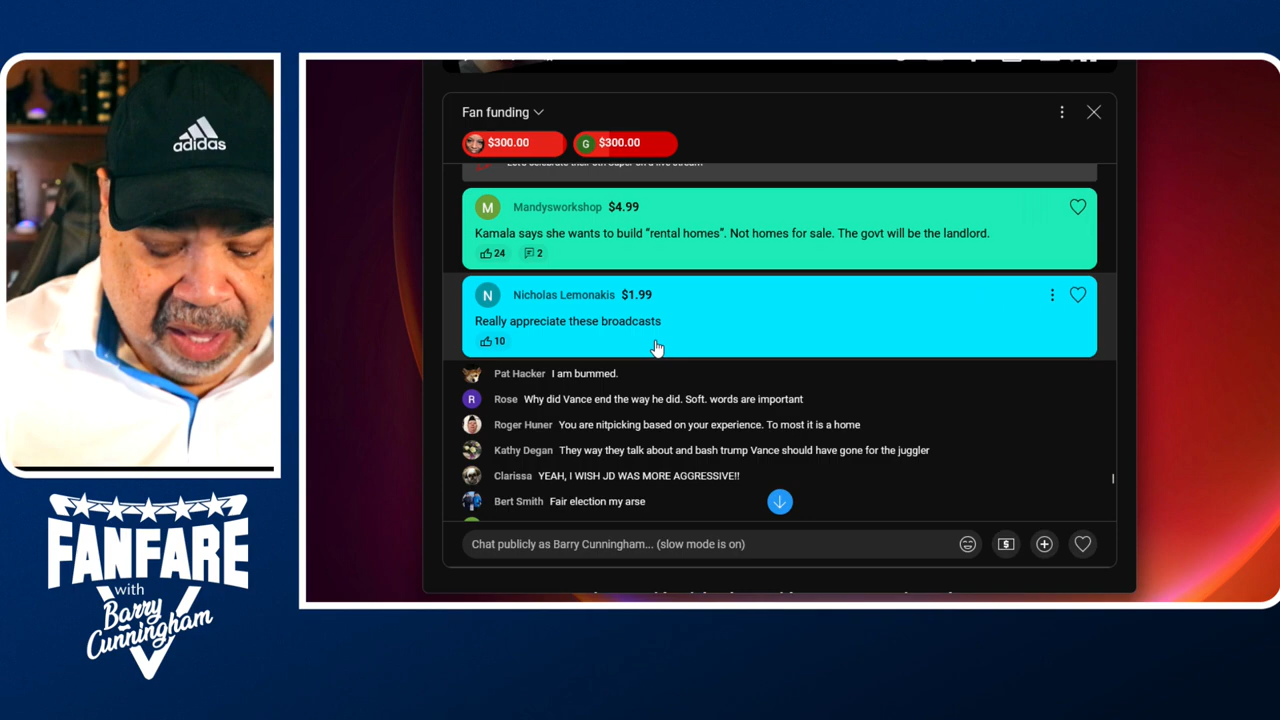 adidas
FANFARE
with
Barry
Cunningham
Fan funding
$300.00
G $300.00
M Mandysworkshop $4.99
Kamala says she wants to build “rental homes”. Not homes for sale. The govt will be the landlord.
24 2
N Nicholas Lemonakis $1.99
Really appreciate these broadcasts
10
Pat Hacker I am bummed.
R Rose Why did Vance end the way he did. Soft. words are important
Roger Huner You are nitpicking based on your experience. To most it is a home
Kathy Degan They way they talk about and bash trump Vance should have gone for the juggler
Clarissa YEAH, I WISH JD WAS MORE AGGRESSIVE!!
Bert Smith Fair election my arse
Chat publicly as Barry Cunningham... (slow mode is on)